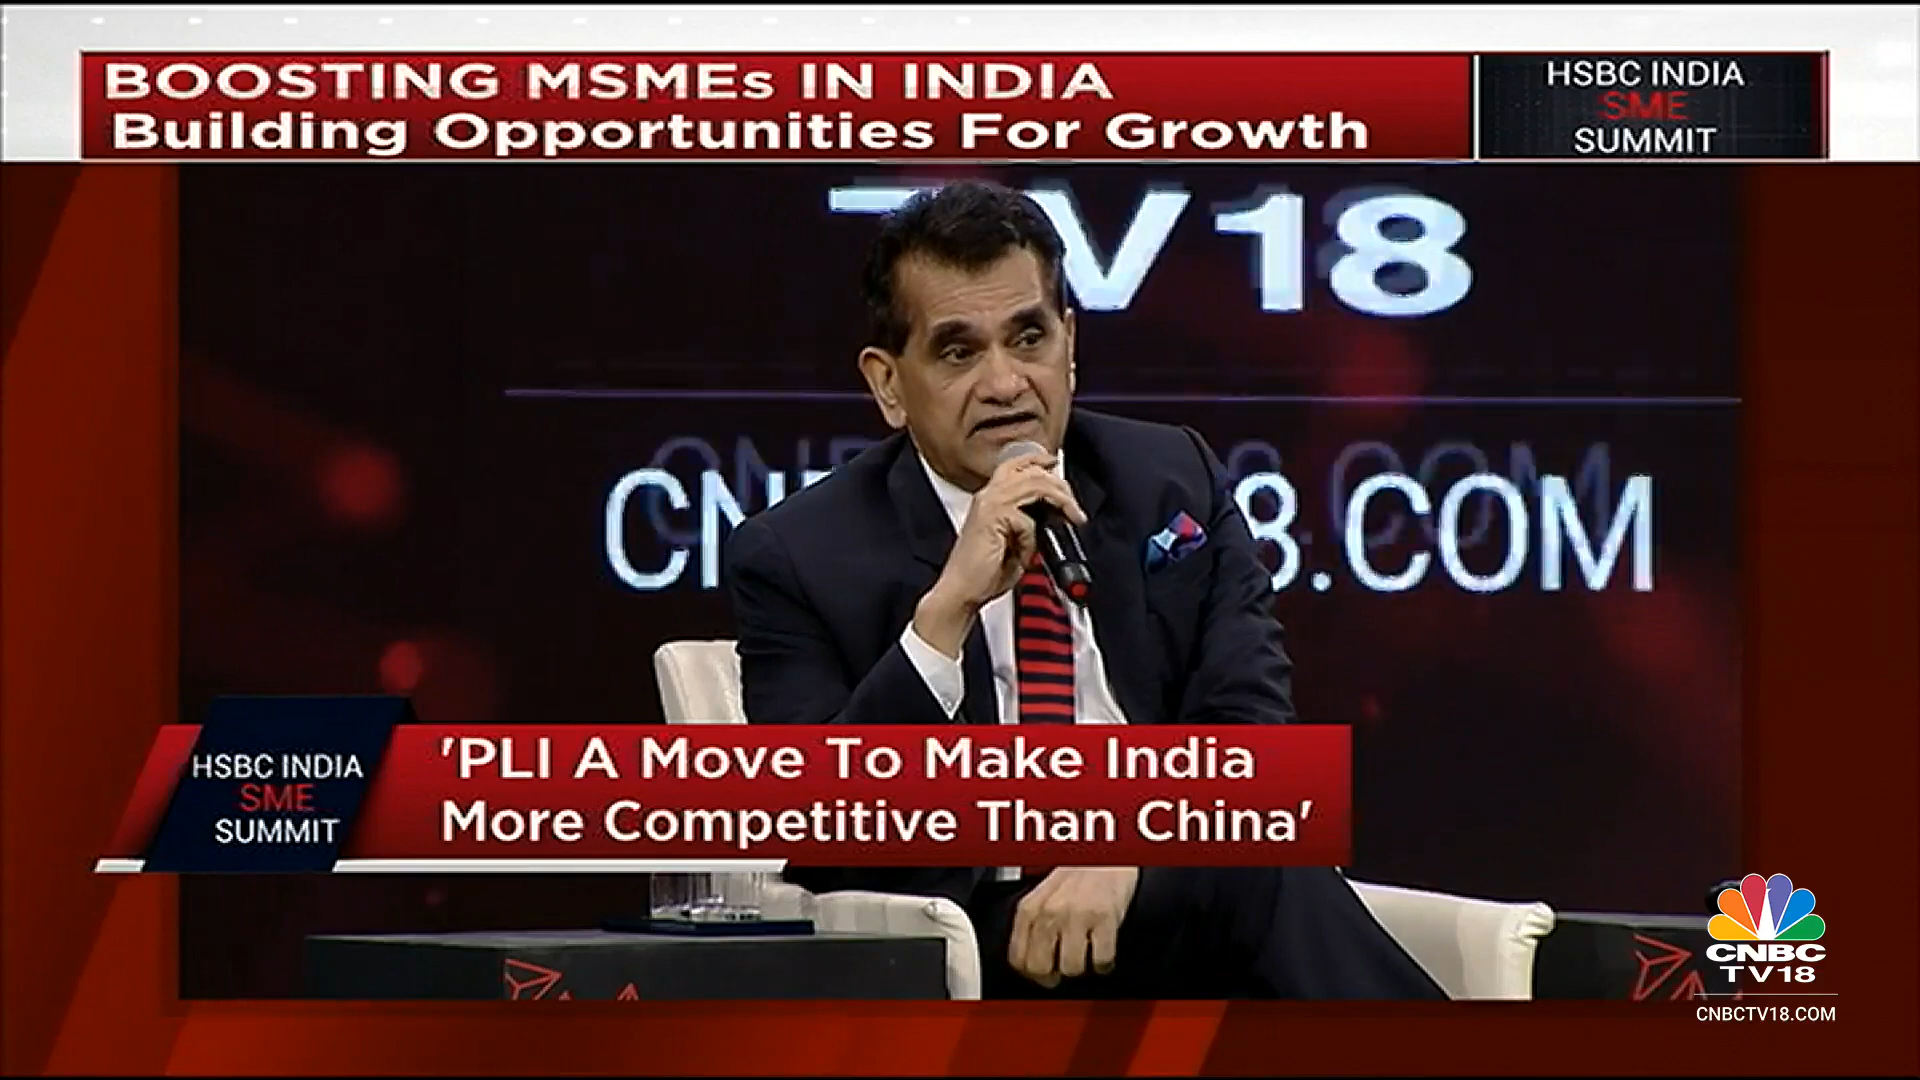 BOOSTING MSMEs IN INDIA
Building Opportunities For Growth
HSBC INDIA
SME
SUMMIT
TV18
CNBCTV18.COM
HSBC INDIA
SME
SUMMIT
'PLI A Move To Make India
More Competitive Than China'
CNBC
TV18
CNBCTV18.COM